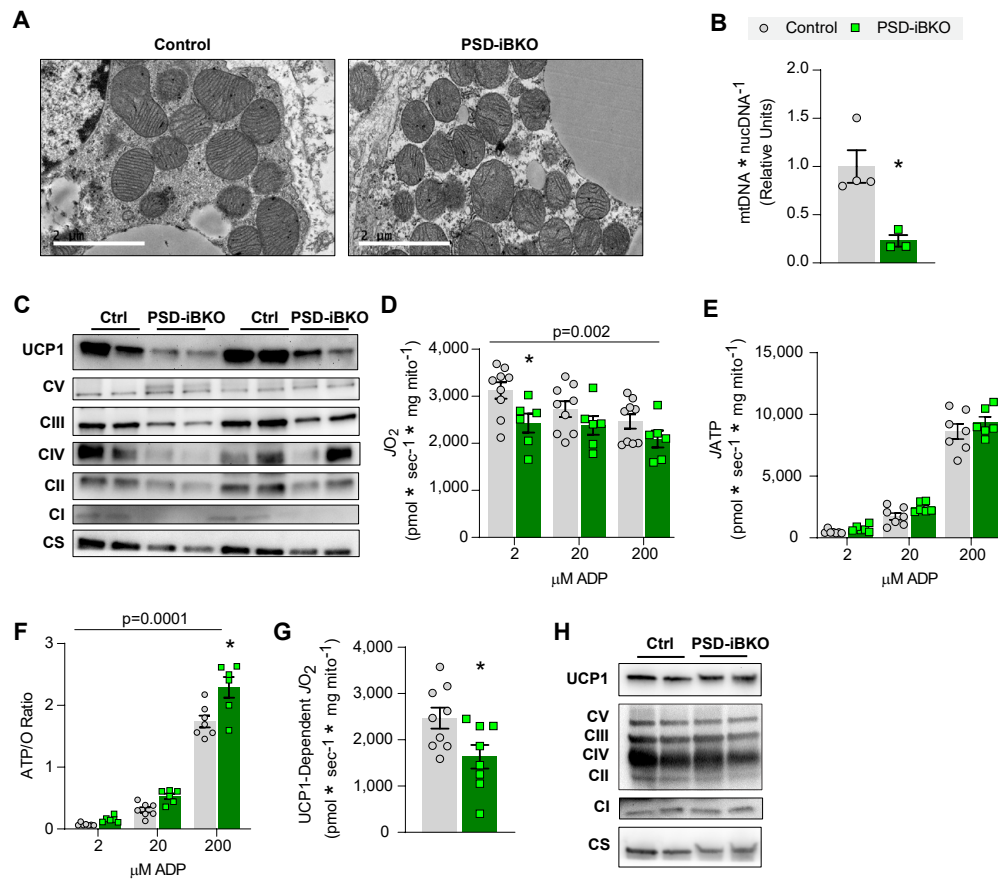 A
Control
PSD-iBKO
2 µm
2 µm
B
Control
PSD-iBKO
mtDNA * nucDNA⁻¹
(Relative Units)
2.0
1.5
1.0
0.5
0.0
*
C
Ctrl
PSD-iBKO
Ctrl
PSD-iBKO
UCP1
CV
CIII
CIV
CII
CI
CS
D
p=0.002
JO₂
(pmol * sec⁻¹ * mg mito⁻¹)
4,000
3,000
2,000
1,000
0
*
2
20
200
µM ADP
E
JATP
(pmol * sec⁻¹ * mg mito⁻¹)
15,000
10,000
5,000
0
2
20
200
µM ADP
F
p=0.0001
ATP/O Ratio
3
2
1
0
*
2
20
200
µM ADP
G
UCP1-Dependent JO₂
(pmol * sec⁻¹ * mg mito⁻¹)
4,000
3,000
2,000
1,000
0
*
H
Ctrl
PSD-iBKO
UCP1
CV
CIII
CIV
CII
CI
CS